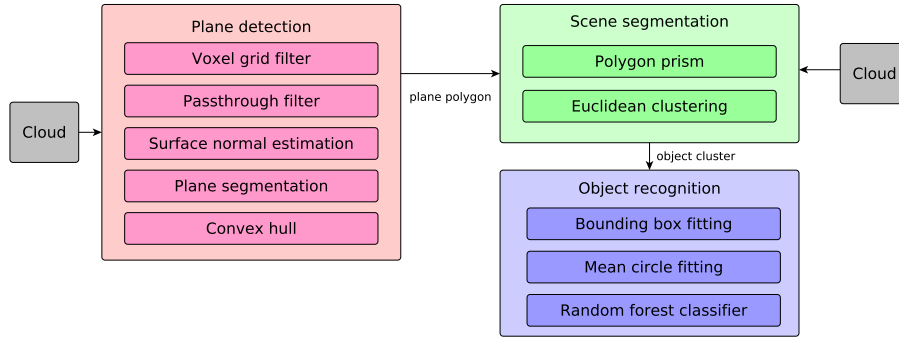 Cloud
Plane detection
Voxel grid filter
Passthrough filter
Surface normal estimation
Plane segmentation
Convex hull
plane polygon
Scene segmentation
Polygon prism
Euclidean clustering
Cloud
object cluster
Object recognition
Bounding box fitting
Mean circle fitting
Random forest classifier